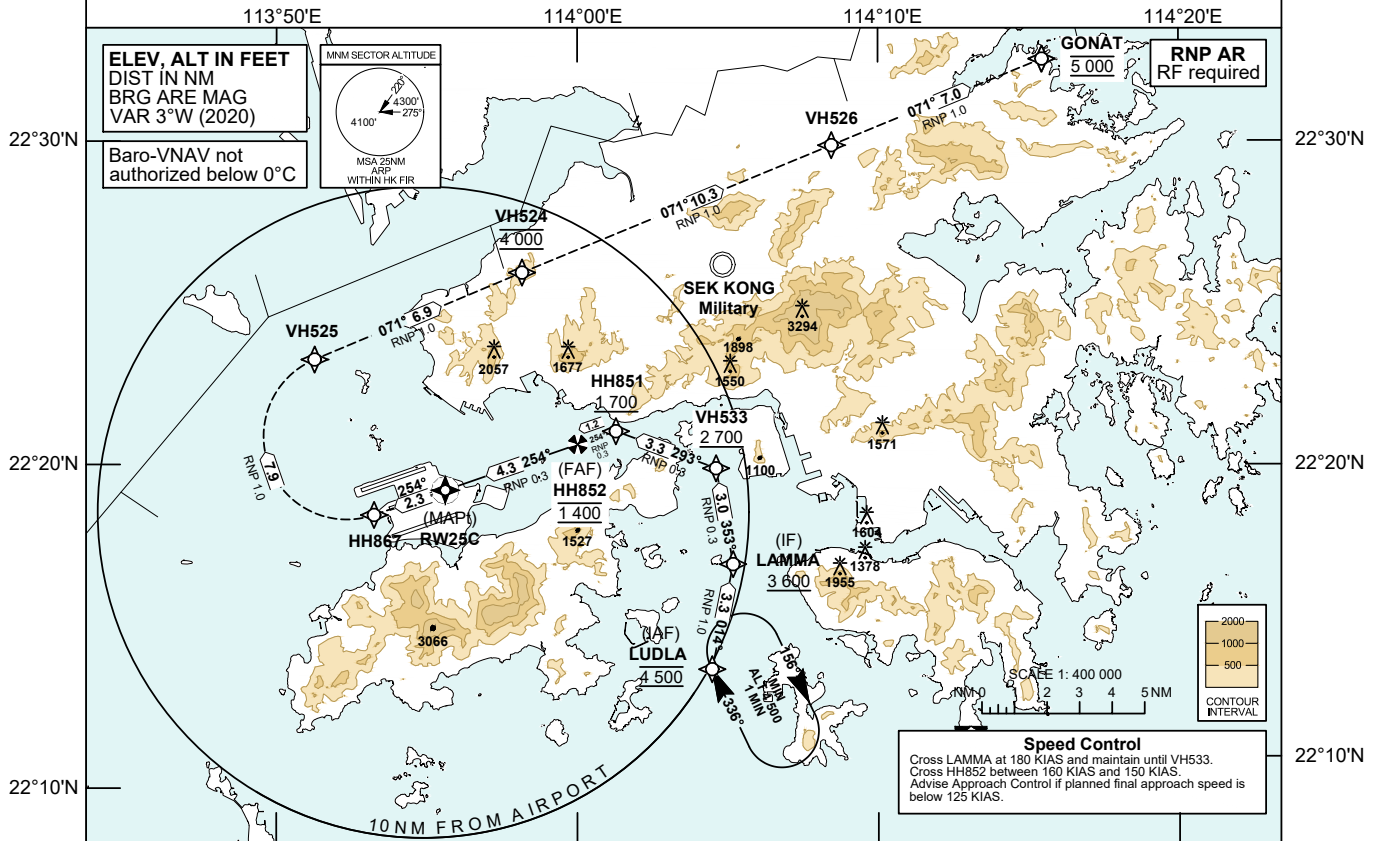 113°50'E
114°00'E
114°10'E
114°20'E
ELEV, ALT IN FEET
DIST IN NM
BRG ARE MAG
VAR 3°W (2020)
Baro-VNAV not
authorized below 0°C
MNM SECTOR ALTITUDE
220°
4300'
275°
4100'
MSA 25NM
ARP
WITHIN HK FIR
GONAT
5 000
RNP AR
RF required
071° 7.0
RNP 1.0
VH526
22°30'N
22°30'N
071° 10.3
RNP 1.0
VH524
4 000
SEK KONG
Military
3294
VH525
071° 6.9
RNP 1.0
2057
1677
1898
1550
HH851
1 700
VH533
2 700
1571
1.2
254
RNP
0.3
3.3 293°
RNP 0.3
1100
22°20'N
22°20'N
7.9
RNP 1.0
4.3 254°
RNP 0.3
(FAF)
HH852
1 400
1527
254°
2.3
(MAPt)
RW25C
HH867
3.0 353°
RNP 0.3
(IF)
LAMMA
3 600
1604
1378
1955
3.3 014°
RNP 1.0
3066
(IAF)
LUDLA
4 500
156°
1 MIN
ALT 4500
1 MIN
336°
2000
1000
500
CONTOUR
INTERVAL
SCALE 1: 400 000
NM 0 1 2 3 4 5 NM
22°10'N
22°10'N
Speed Control
Cross LAMMA at 180 KIAS and maintain until VH533.
Cross HH852 between 160 KIAS and 150 KIAS.
Advise Approach Control if planned final approach speed is
below 125 KIAS.
10 NM FROM AIRPORT